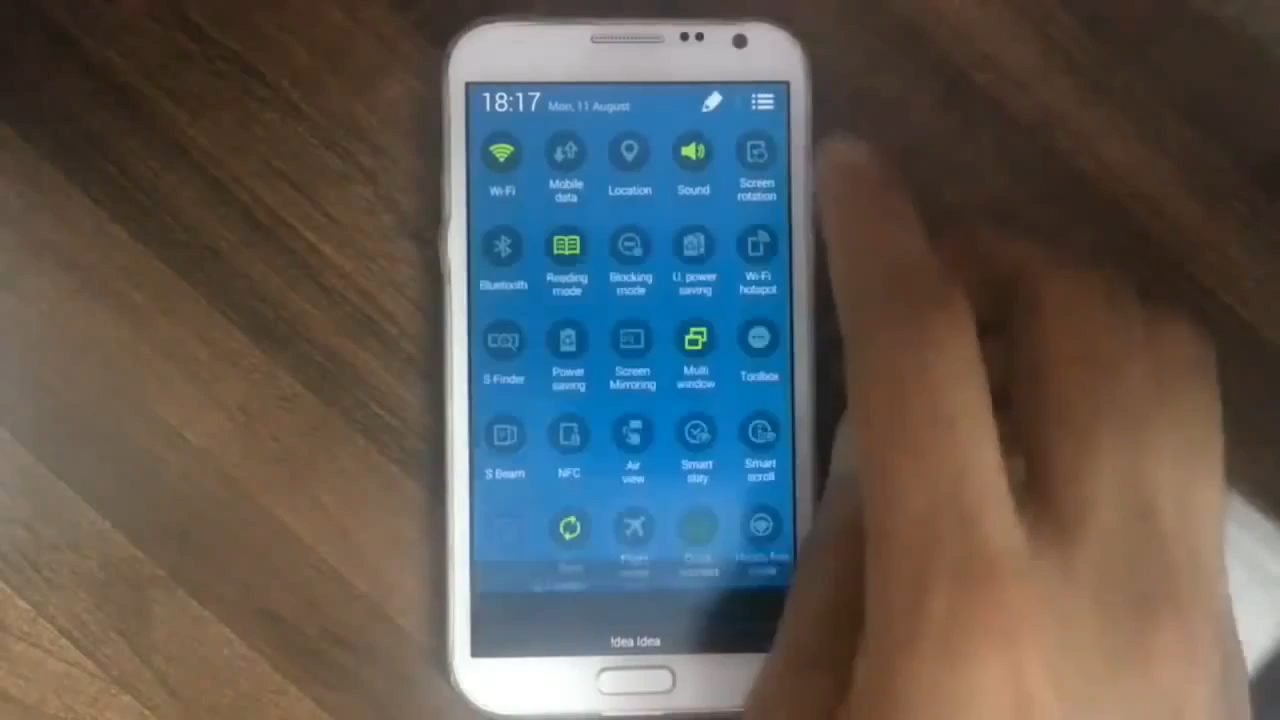 18:17 Mon, 11 August
Wi-Fi
Mobile
data
Location
Sound
Screen
rotation
Bluetooth
Reading
mode
Blocking
mode
U. power
saving
Wi-Fi
hotspot
S Finder
Power
saving
Screen
Mirroring
Multi
window
Toolbox
S Beam
NFC
Air
view
Smart
stay
Smart
scroll
Idea Idea